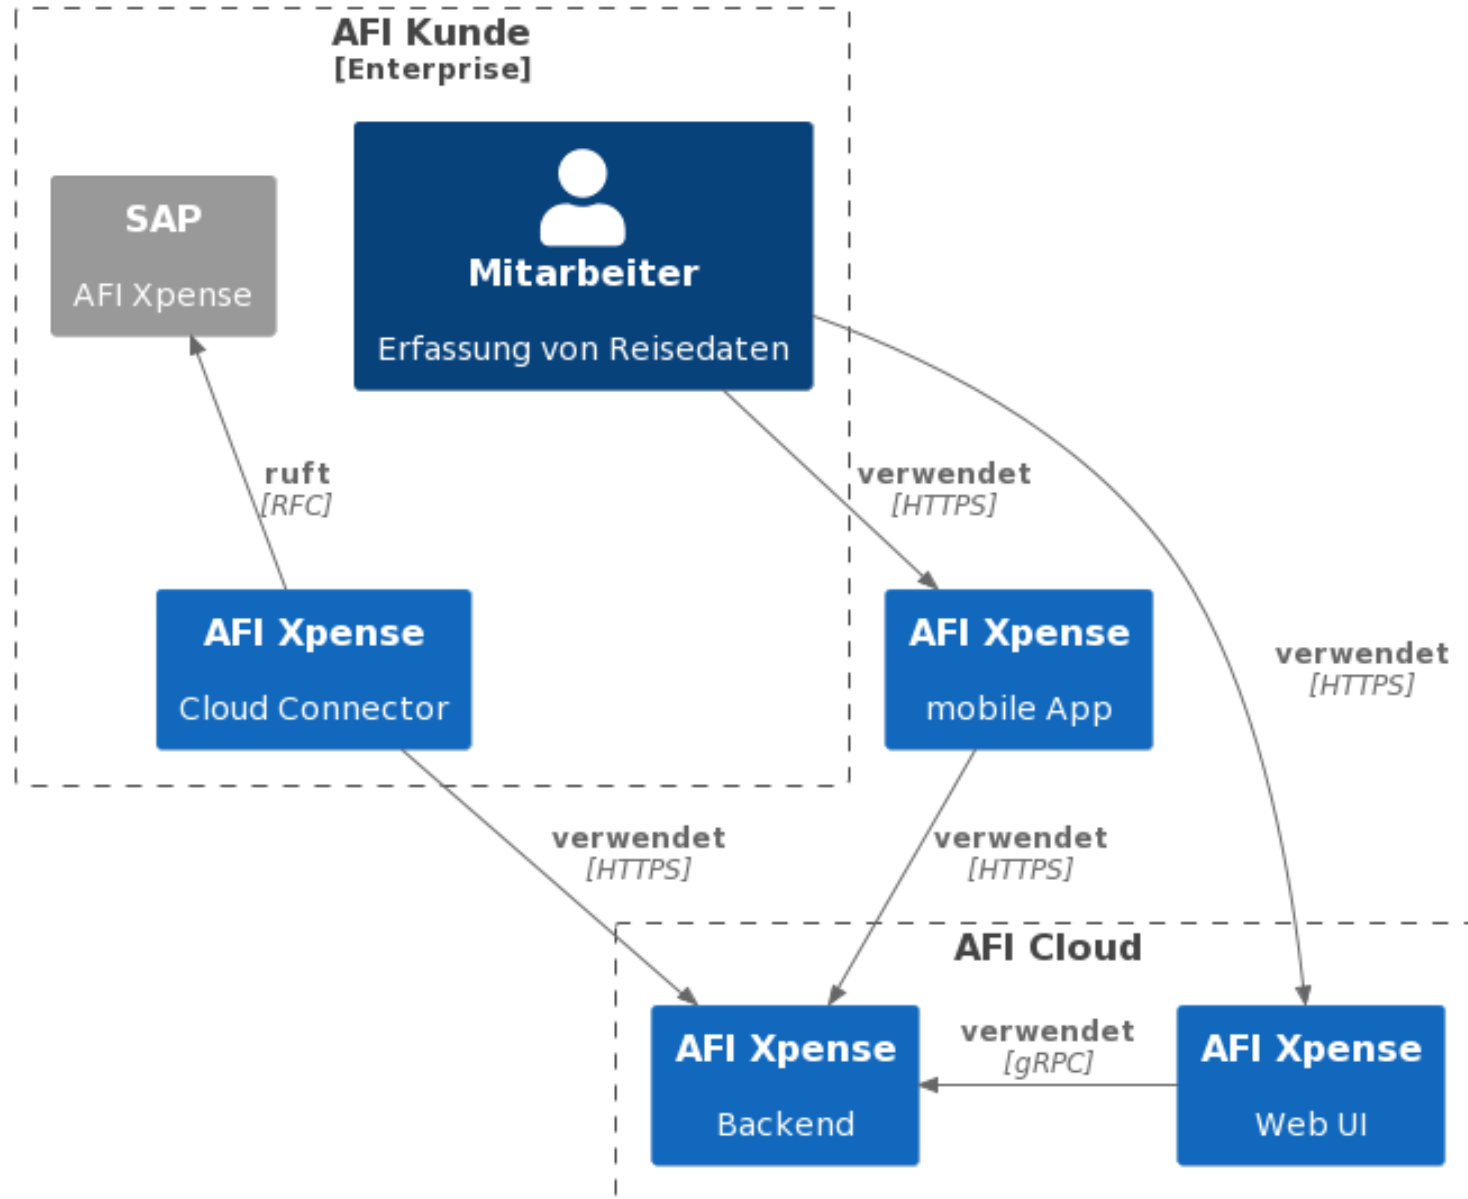 AFI Kunde
[Enterprise]
SAP
AFI Xpense
Mitarbeiter
Erfassung von Reisedaten
ruft
[RFC]
verwendet
[HTTPS]
AFI Xpense
Cloud Connector
AFI Xpense
mobile App
verwendet
[HTTPS]
verwendet
[HTTPS]
verwendet
[HTTPS]
AFI Cloud
AFI Xpense
Backend
verwendet
[gRPC]
AFI Xpense
Web UI